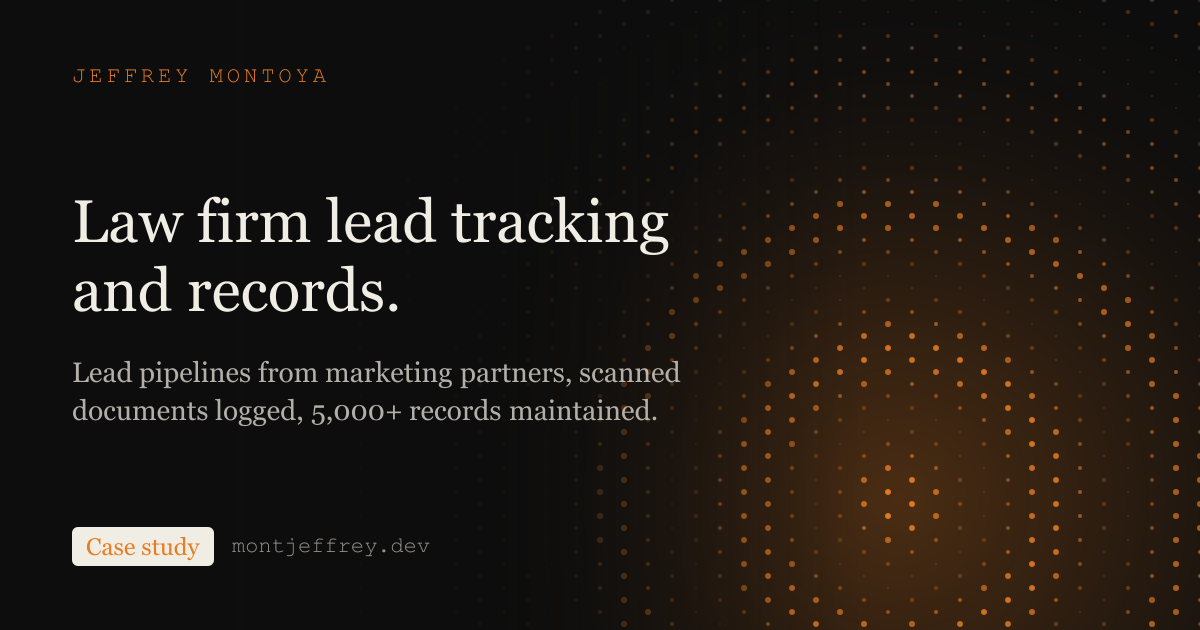 JEFFREY MONTOYA
Law firm lead tracking
and records.
Lead pipelines from marketing partners, scanned
documents logged, 5,000+ records maintained.
Case study
montjeffrey.dev